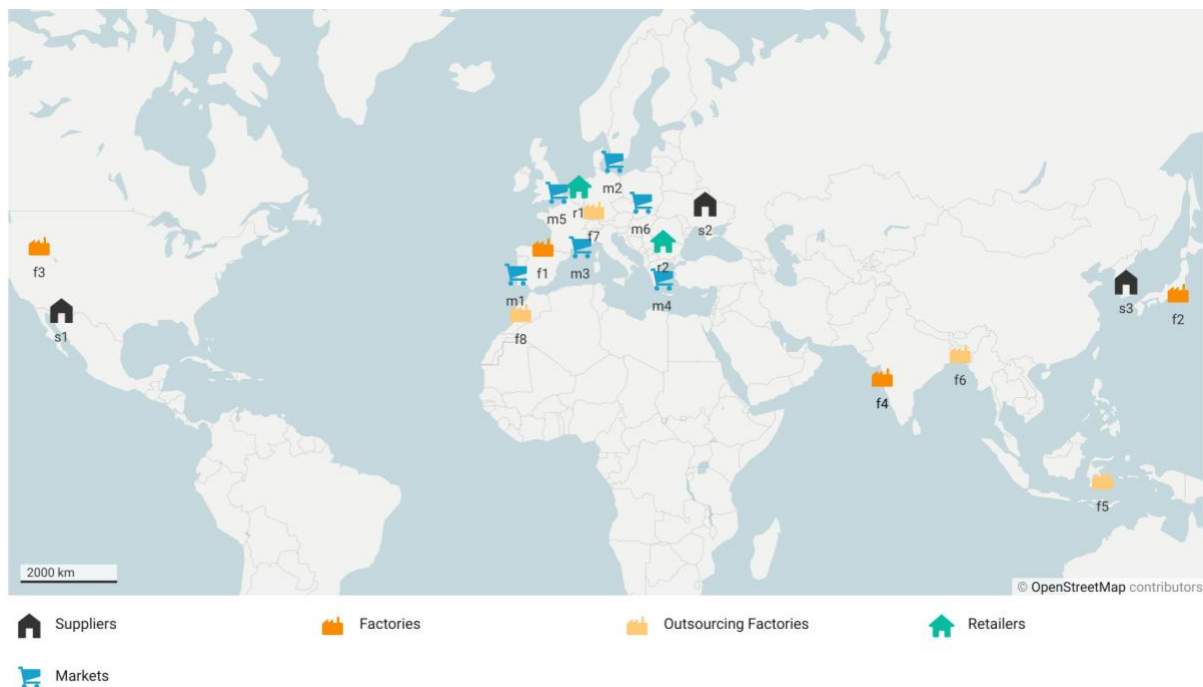 m2
m5
r1
m6
s2
f7
f3
f1
m3
r2
m1
m4
s1
s3
f2
f8
f6
f4
f5
2000 km
© OpenStreetMap contributors
Suppliers
Factories
Outsourcing Factories
Retailers
Markets